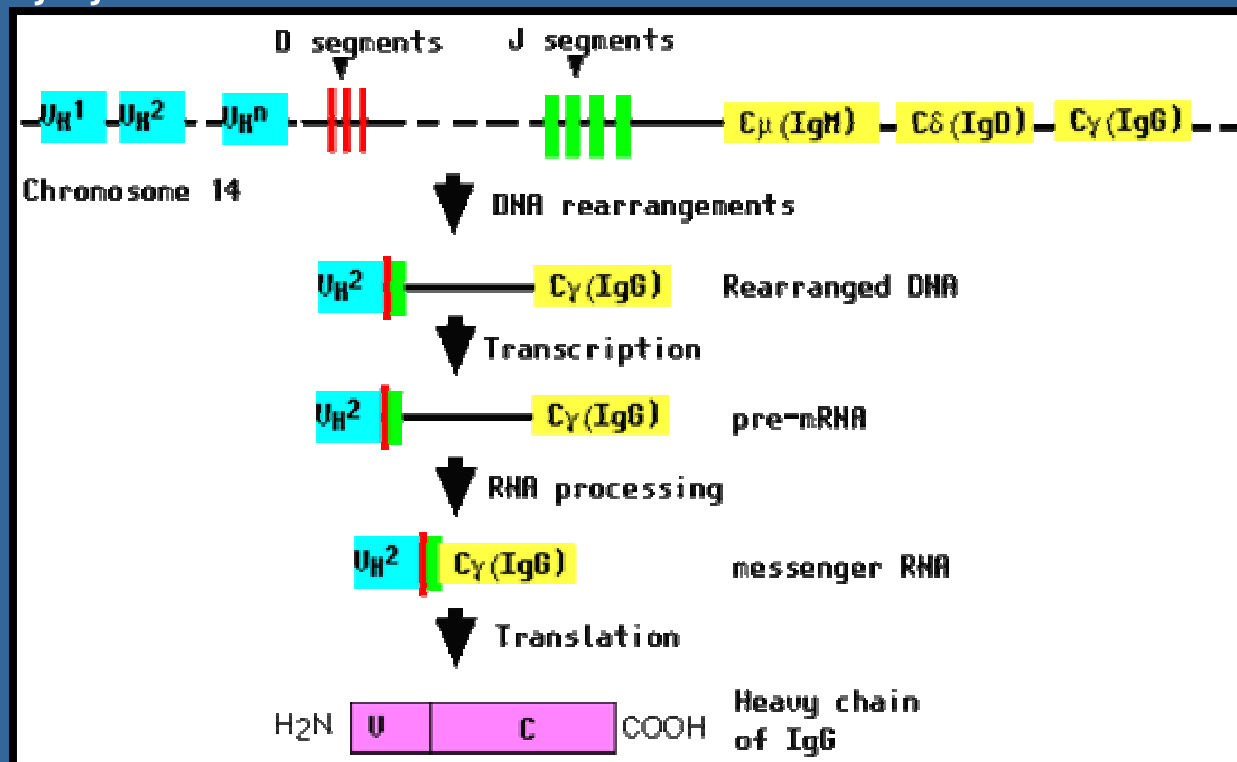 D segments
J segments
VH1
VH2
VHn
Cμ(IgM)
Cδ(IgD)
Cγ(IgG)
Chromosome 14
DNA rearrangements
VH2
Cγ(IgG)
Rearranged DNA
Transcription
VH2
Cγ(IgG)
pre-mRNA
RNA processing
VH2
Cγ(IgG)
messenger RNA
Translation
H2N
V
C
COOH
Heavy chain
of IgG